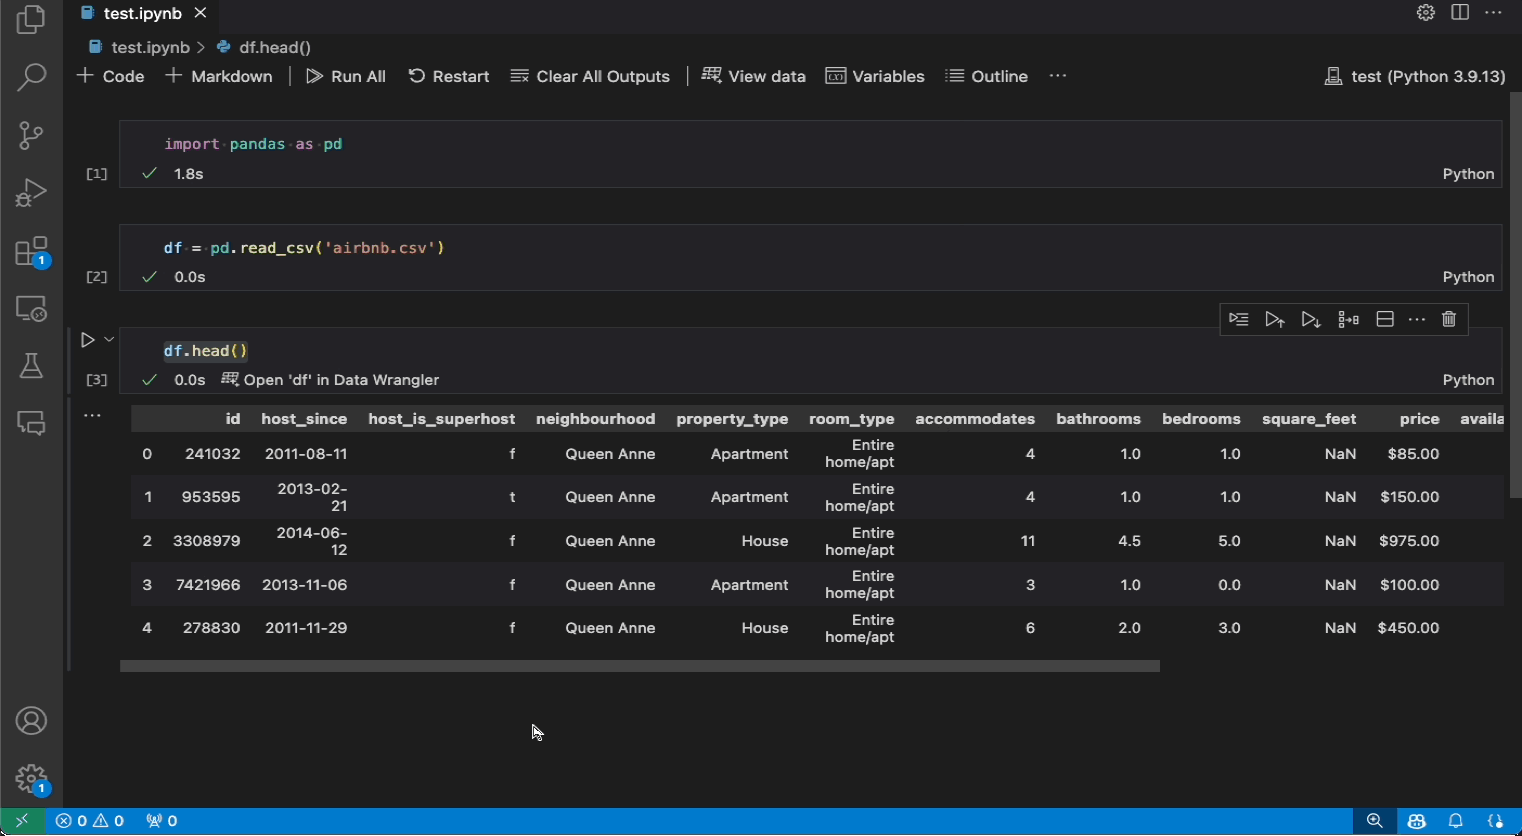 test.ipynb
test.ipynb > df.head()
+ Code + Markdown | Run All Restart Clear All Outputs | View data Variables Outline ··· test (Python 3.9.13)
import pandas as pd
[1] 1.8s Python
df = pd.read_csv('airbnb.csv')
[2] 0.0s Python
df.head()
[3] 0.0s Open 'df' in Data Wrangler Python
id host_since host_is_superhost neighbourhood property_type room_type accommodates bathrooms bedrooms square_feet price availa
0 241032 2011-08-11 f Queen Anne Apartment Entire home/apt 4 1.0 1.0 NaN $85.00
1 953595 2013-02-21 t Queen Anne Apartment Entire home/apt 4 1.0 1.0 NaN $150.00
2 3308979 2014-06-12 f Queen Anne House Entire home/apt 11 4.5 5.0 NaN $975.00
3 7421966 2013-11-06 f Queen Anne Apartment Entire home/apt 3 1.0 0.0 NaN $100.00
4 278830 2011-11-29 f Queen Anne House Entire home/apt 6 2.0 3.0 NaN $450.00
1
1
0 0 0